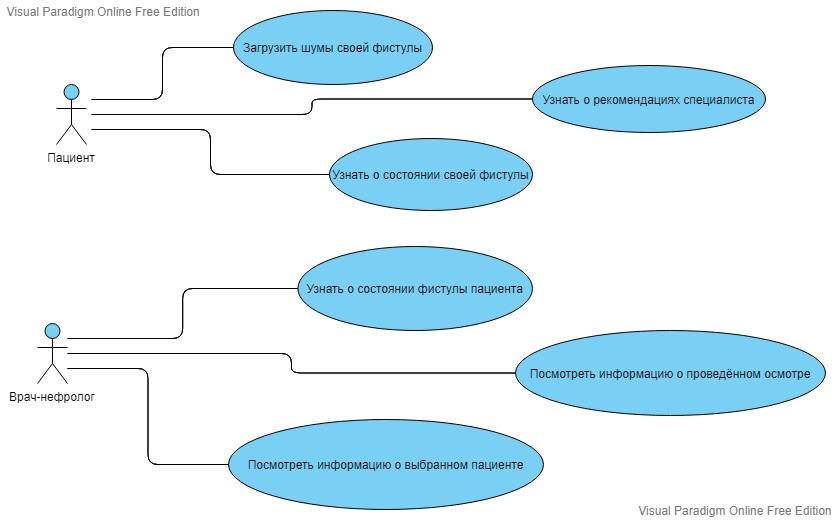 Visual Paradigm Online Free Edition
Загрузить шумы своей фистулы
Узнать о рекомендациях специалиста
Пациент
Узнать о состоянии своей фистулы
Узнать о состоянии фистулы пациента
Посмотреть информацию о проведённом осмотре
Врач-нефролог
Посмотреть информацию о выбранном пациенте
Visual Paradigm Online Free Edition